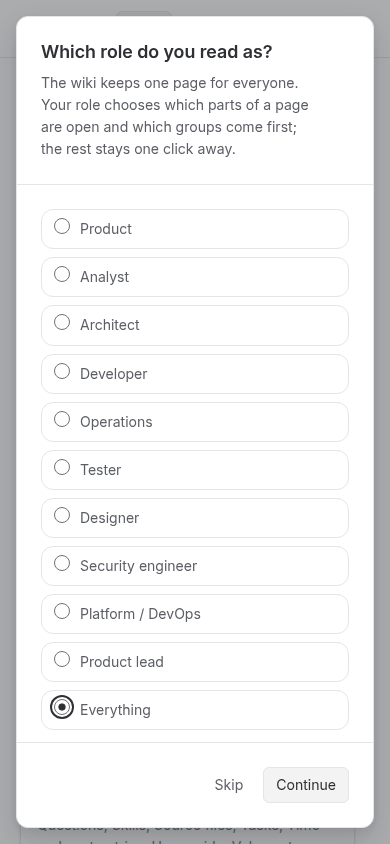 Which role do you read as?
The wiki keeps one page for everyone.
Your role chooses which parts of a page
are open and which groups come first;
the rest stays one click away.
Product
Analyst
Architect
Developer
Operations
Tester
Designer
Security engineer
Platform / DevOps
Product lead
Everything
Skip
Continue